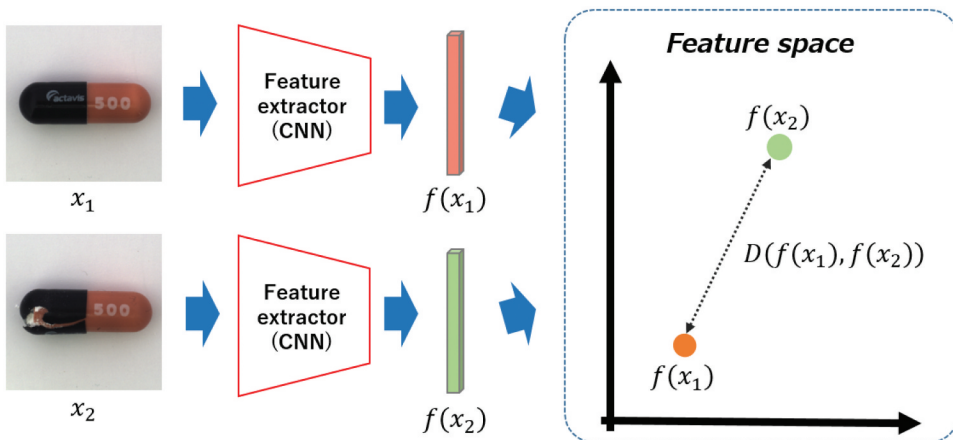 actavis
500
x₁
Feature
extractor
(CNN)
f(x₁)
500
x₂
Feature
extractor
(CNN)
f(x₂)
Feature space
f(x₂)
D(f(x₁), f(x₂))
f(x₁)